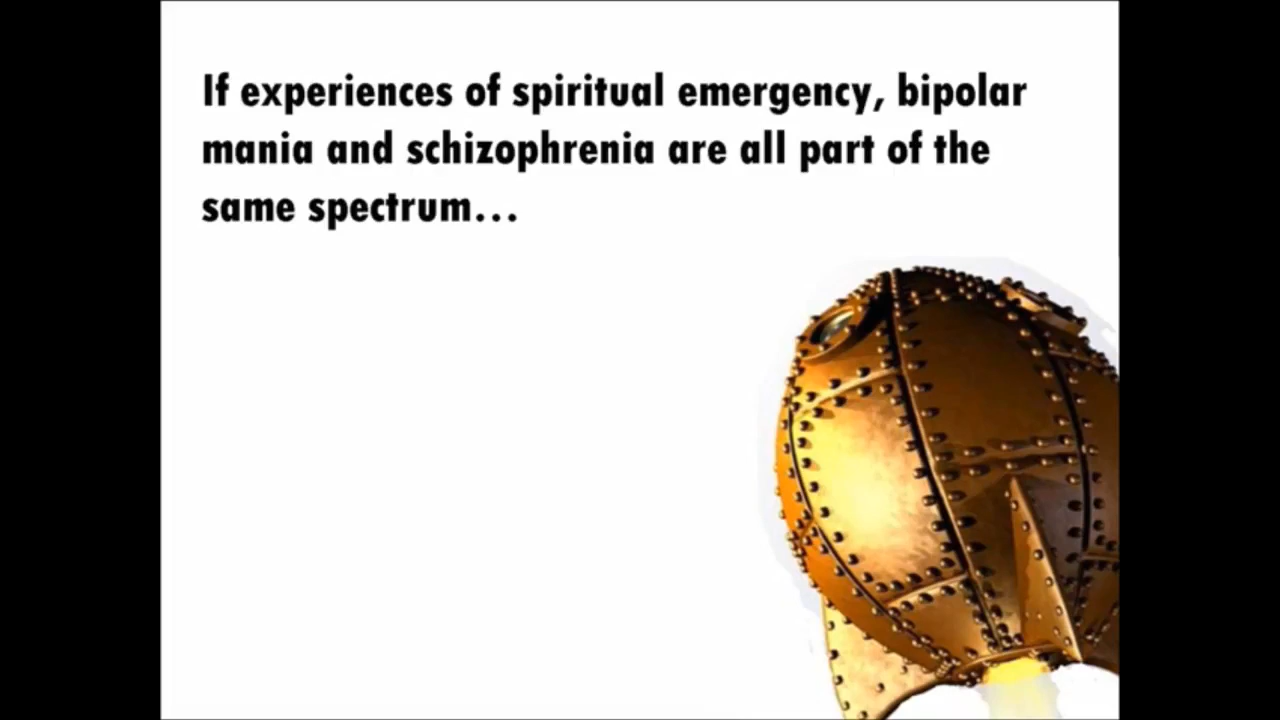 If experiences of spiritual emergency, bipolar
mania and schizophrenia are all part of the
same spectrum...